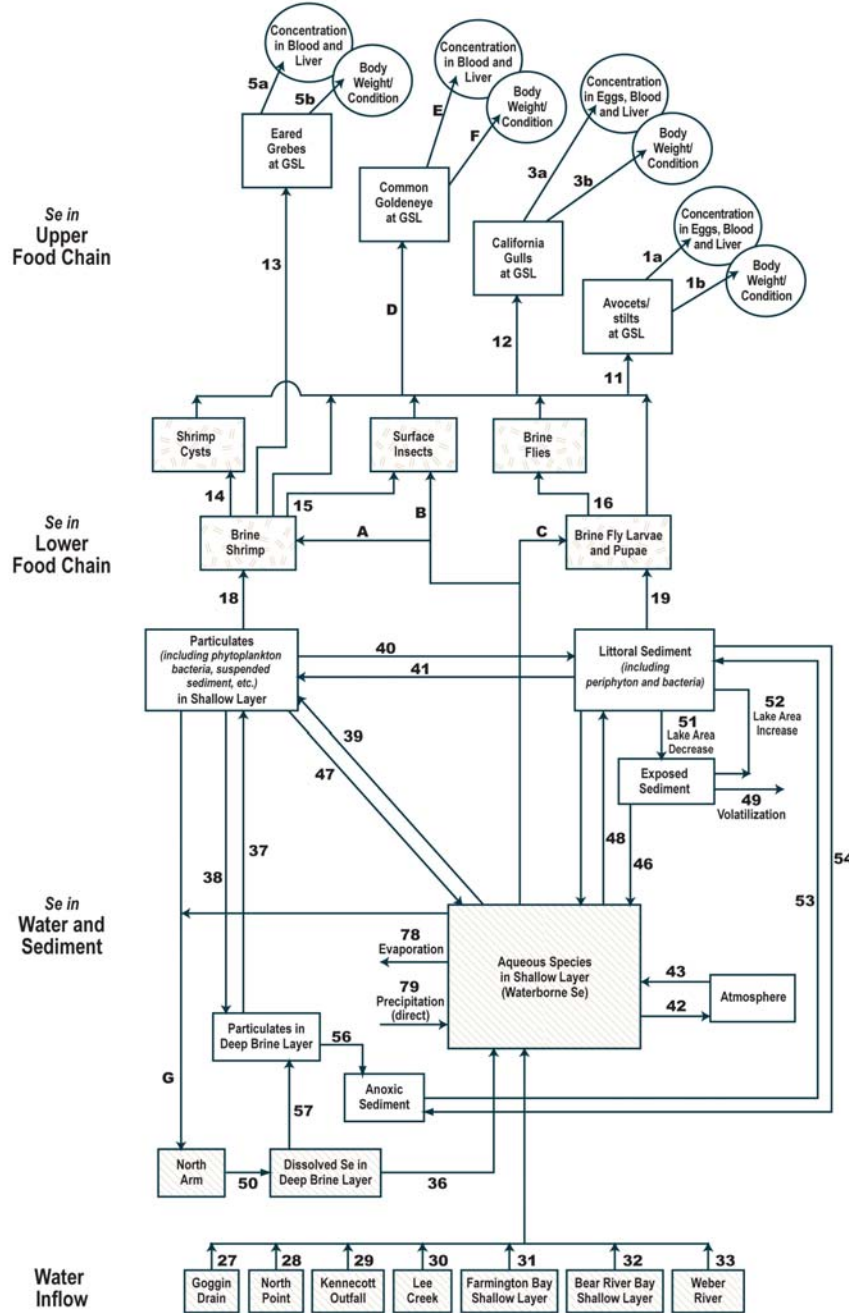 Concentration
in Blood and
Liver
Body
Weight/
Condition
5a
5b
Eared
Grebes
at GSL
Concentration
in Blood and
Liver
Body
Weight/
Condition
E
F
Common
Goldeneye
at GSL
Concentration
in Eggs, Blood
and Liver
Body
Weight/
Condition
3a
3b
California
Gulls
at GSL
Concentration
in Eggs, Blood
and Liver
Body
Weight/
Condition
1a
1b
Avocets/
stilts
at GSL
Se in
Upper
Food Chain
13
D
12
11
Shrimp
Cysts
Surface
Insects
Brine
Flies
14
15
B
16
Se in
Lower
Food Chain
Brine
Shrimp
A
C
Brine Fly Larvae
and Pupae
18
19
Particulates
(including phytoplankton
bacteria, suspended
sediment, etc.)
in Shallow Layer
40
41
Littoral Sediment
(including
periphyton and bacteria)
39
47
51
Lake Area
Decrease
52
Lake Area
Increase
Exposed
Sediment
49
Volatilization
38
37
48
46
53
54
Se in
Water and
Sediment
78
Evaporation
79
Precipitation
(direct)
Aqueous Species
in Shallow Layer
(Waterborne Se)
43
42
Atmosphere
Particulates in
Deep Brine Layer
56
Anoxic
Sediment
G
57
North
Arm
50
Dissolved Se in
Deep Brine Layer
36
Water
Inflow
27
28
29
30
31
32
33
Goggin
Drain
North
Point
Kennecott
Outfall
Lee
Creek
Farmington Bay
Shallow Layer
Bear River Bay
Shallow Layer
Weber
River